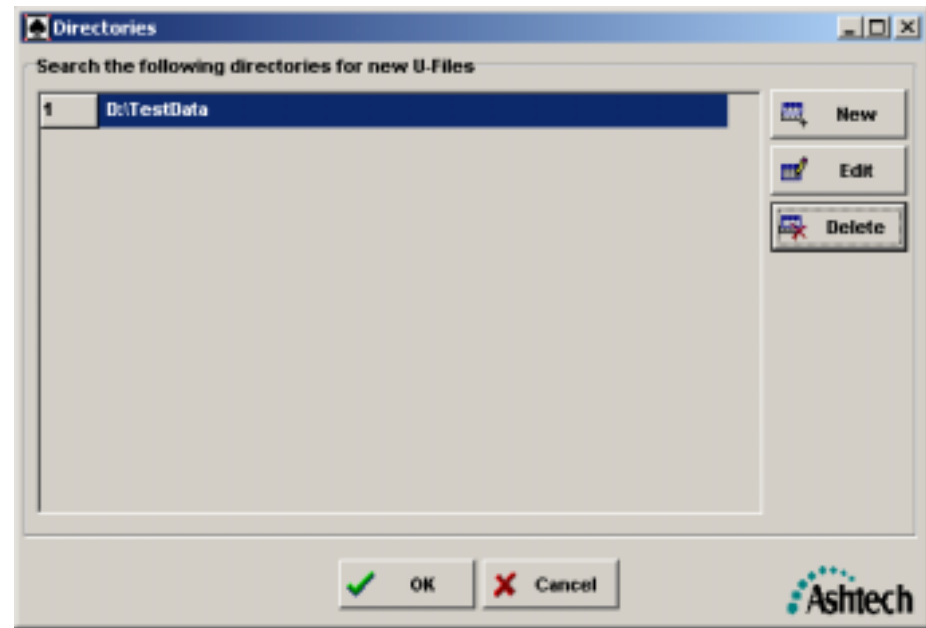 Directories
Search the following directories for new U-Files
1 D:\TestData
New
Edit
Delete
OK
Cancel
Ashtech